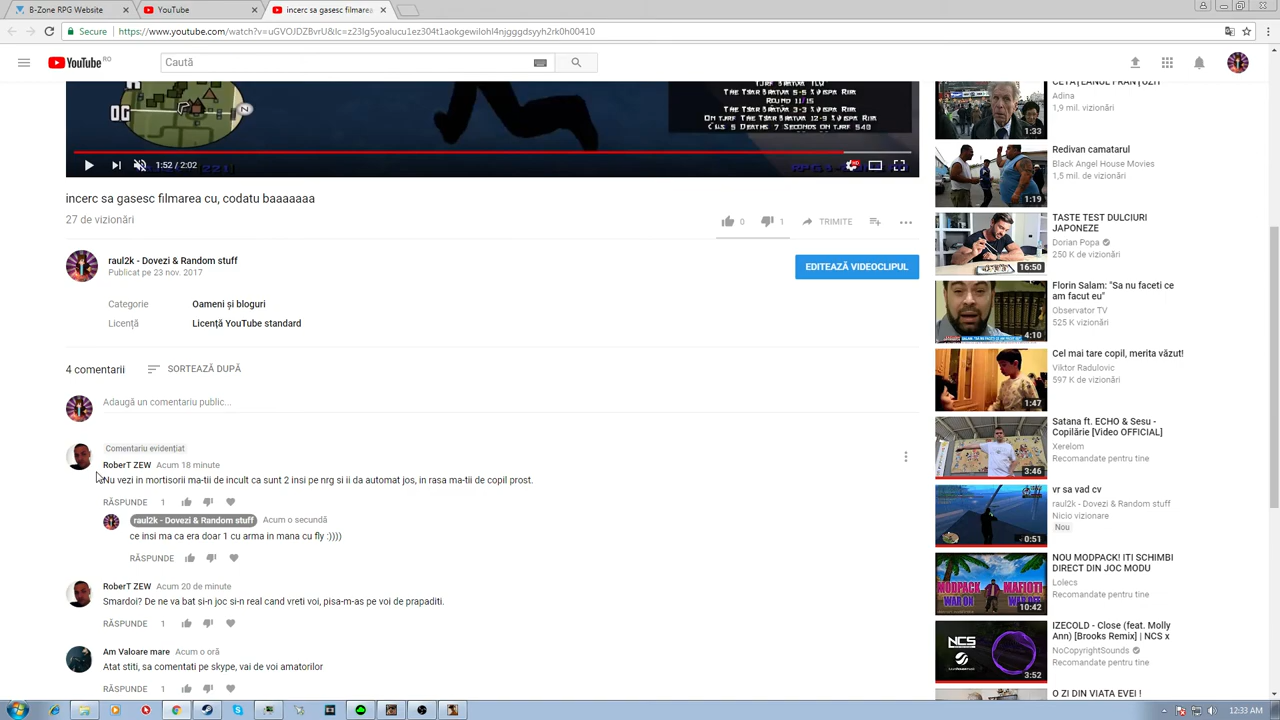 B-Zone RPG Website
YouTube
incerc sa gasesc filmarea
Secure
https://www.youtube.com/watch?v=uGVOJDZBvrU&lc=z23lg5yoalucu1ez304t1aokgewilohl4njgggdsyyh2rk0h00410
YouTube RO
Caută
OG
N
1:52 / 2:02
HD
incerc sa gasesc filmarea cu, codatu baaaaaaa
27 de vizionări
0
1
TRIMITE
raul2k - Dovezi & Random stuff
Publicat pe 23 nov. 2017
EDITEAZĂ VIDEOCLIPUL
Categorie
Oameni și bloguri
Licență
Licență YouTube standard
4 comentarii
SORTEAZĂ DUPĂ
Adaugă un comentariu public...
Comentariu evidențiat
RoberT ZEW Acum 18 minute
Nu vezi in mortisorii ma-tii de incult ca sunt 2 insi pe nrg si ii da automat jos, in rasa ma-tii de copil prost.
RĂSPUNDE 1
raul2k - Dovezi & Random stuff Acum o secundă
ce insi ma ca era doar 1 cu arma in mana cu fly :))))
RĂSPUNDE
RoberT ZEW Acum 20 de minute
Smardoi? De ne va bat si-n joc si-n viata cand vreti voi, pisa-m-as pe voi de prapaditi.
RĂSPUNDE 1
Am Valoare mare Acum o oră
Atat stiti, sa comentati pe skype, vai de voi amatorilor
RĂSPUNDE 1
Adina
1,9 mil. vizionări
1:33
Redivan camatarul
Black Angel House Movies
1,5 mil. de vizionări
1:19
TASTE TEST DULCIURI
JAPONEZE
Dorian Popa
250 K de vizionări
16:50
Florin Salam: "Sa nu faceti ce
am facut eu"
Observator TV
525 K vizionări
4:10
Cel mai tare copil, merita văzut!
Viktor Radulovic
597 K de vizionări
1:47
Satana ft. ECHO & Sesu -
Copilărie [Video OFFICIAL]
Xerelom
Recomandate pentru tine
3:46
vr sa vad cv
raul2k - Dovezi & Random stuff
Nicio vizionare
Nou
0:51
NOU MODPACK! ITI SCHIMBI
DIRECT DIN JOC MODU
Lolecs
Recomandate pentru tine
MODPACK MAFIOTI
WAR ON WAR OFF
10:42
IZECOLD - Close (feat. Molly
Ann) [Brooks Remix] | NCS x
NoCopyrightSounds
Recomandate pentru tine
NCS
3:52
O ZI DIN VIATA EVEI !
12:33 AM